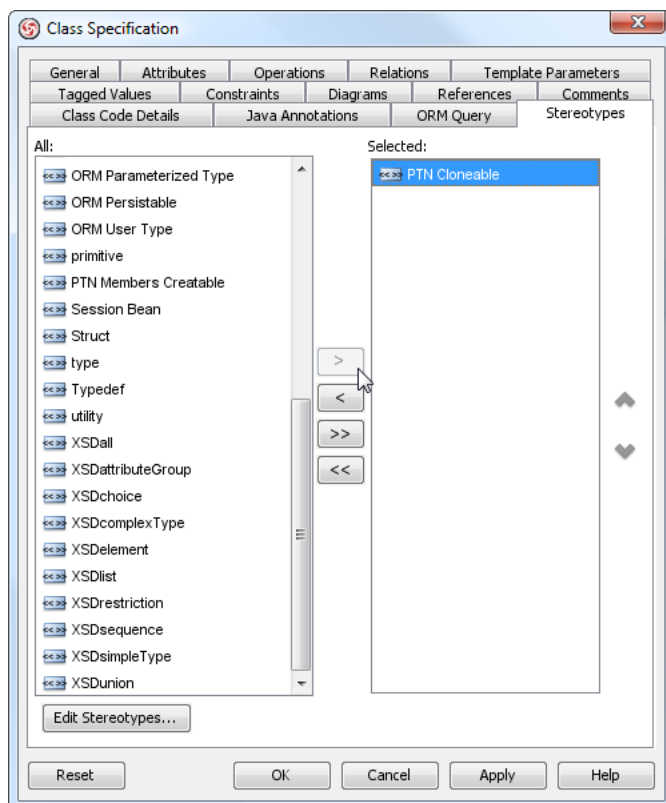 Class Specification
General Attributes Operations Relations Template Parameters
Tagged Values Constraints Diagrams References Comments
Class Code Details Java Annotations ORM Query Stereotypes
All: Selected:
ORM Parameterized Type
PTN Cloneable
ORM Persistable
ORM User Type
primitive
PTN Members Creatable
Session Bean
Struct
type
Typedef
utility
XSDall
XSDattributeGroup
XSDchoice
XSDcomplexType
XSDelement
XSDlist
XSDrestriction
XSDsequence
XSDsimpleType
XSDunion
>
<
>>
<<
Edit Stereotypes...
Reset OK Cancel Apply Help